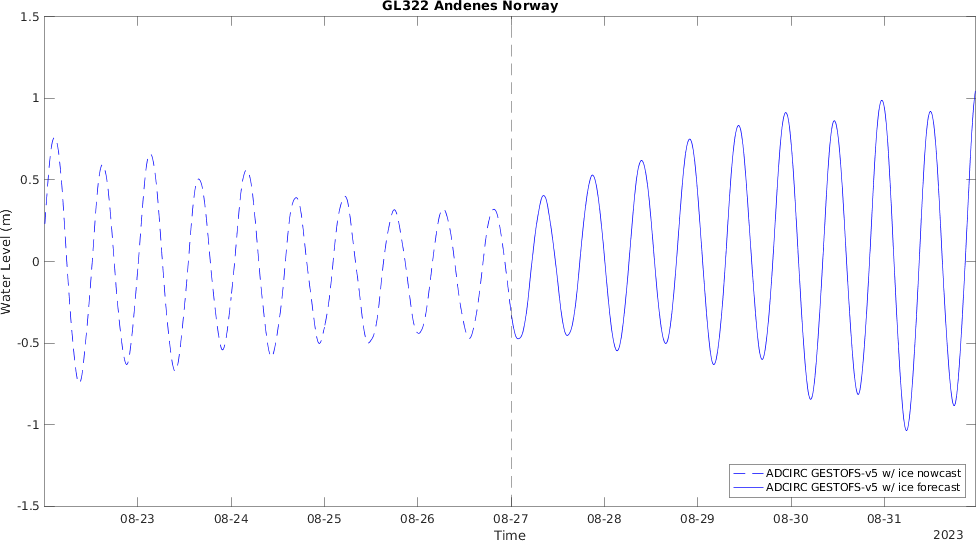 GL322 Andenes Norway
1.5
1
0.5
0
-0.5
-1
-1.5
Water Level (m)
ADCIRC GESTOFS-v5 w/ ice nowcast
ADCIRC GESTOFS-v5 w/ ice forecast
08-23 08-24 08-25 08-26 08-27 08-28 08-29 08-30 08-31
Time
2023